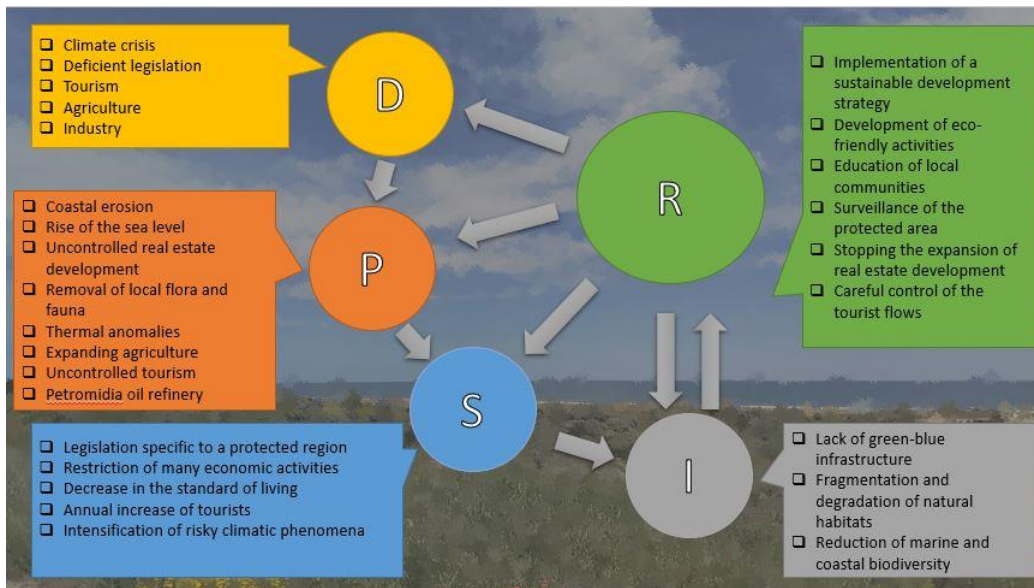 ❑ Climate crisis
❑ Deficient legislation
❑ Tourism
❑ Agriculture
❑ Industry
D
❑ Implementation of a
sustainable development
strategy
❑ Development of eco-
friendly activities
❑ Education of local
communities
❑ Surveillance of the
protected area
❑ Stopping the expansion of
real estate development
❑ Careful control of the
tourist flows
R
❑ Coastal erosion
❑ Rise of the sea level
❑ Uncontrolled real estate
development
❑ Removal of local flora and
fauna
❑ Thermal anomalies
❑ Expanding agriculture
❑ Uncontrolled tourism
❑ Petromidia oil refinery
P
S
❑ Legislation specific to a protected region
❑ Restriction of many economic activities
❑ Decrease in the standard of living
❑ Annual increase of tourists
❑ Intensification of risky climatic phenomena
I
❑ Lack of green-blue
infrastructure
❑ Fragmentation and
degradation of natural
habitats
❑ Reduction of marine and
coastal biodiversity